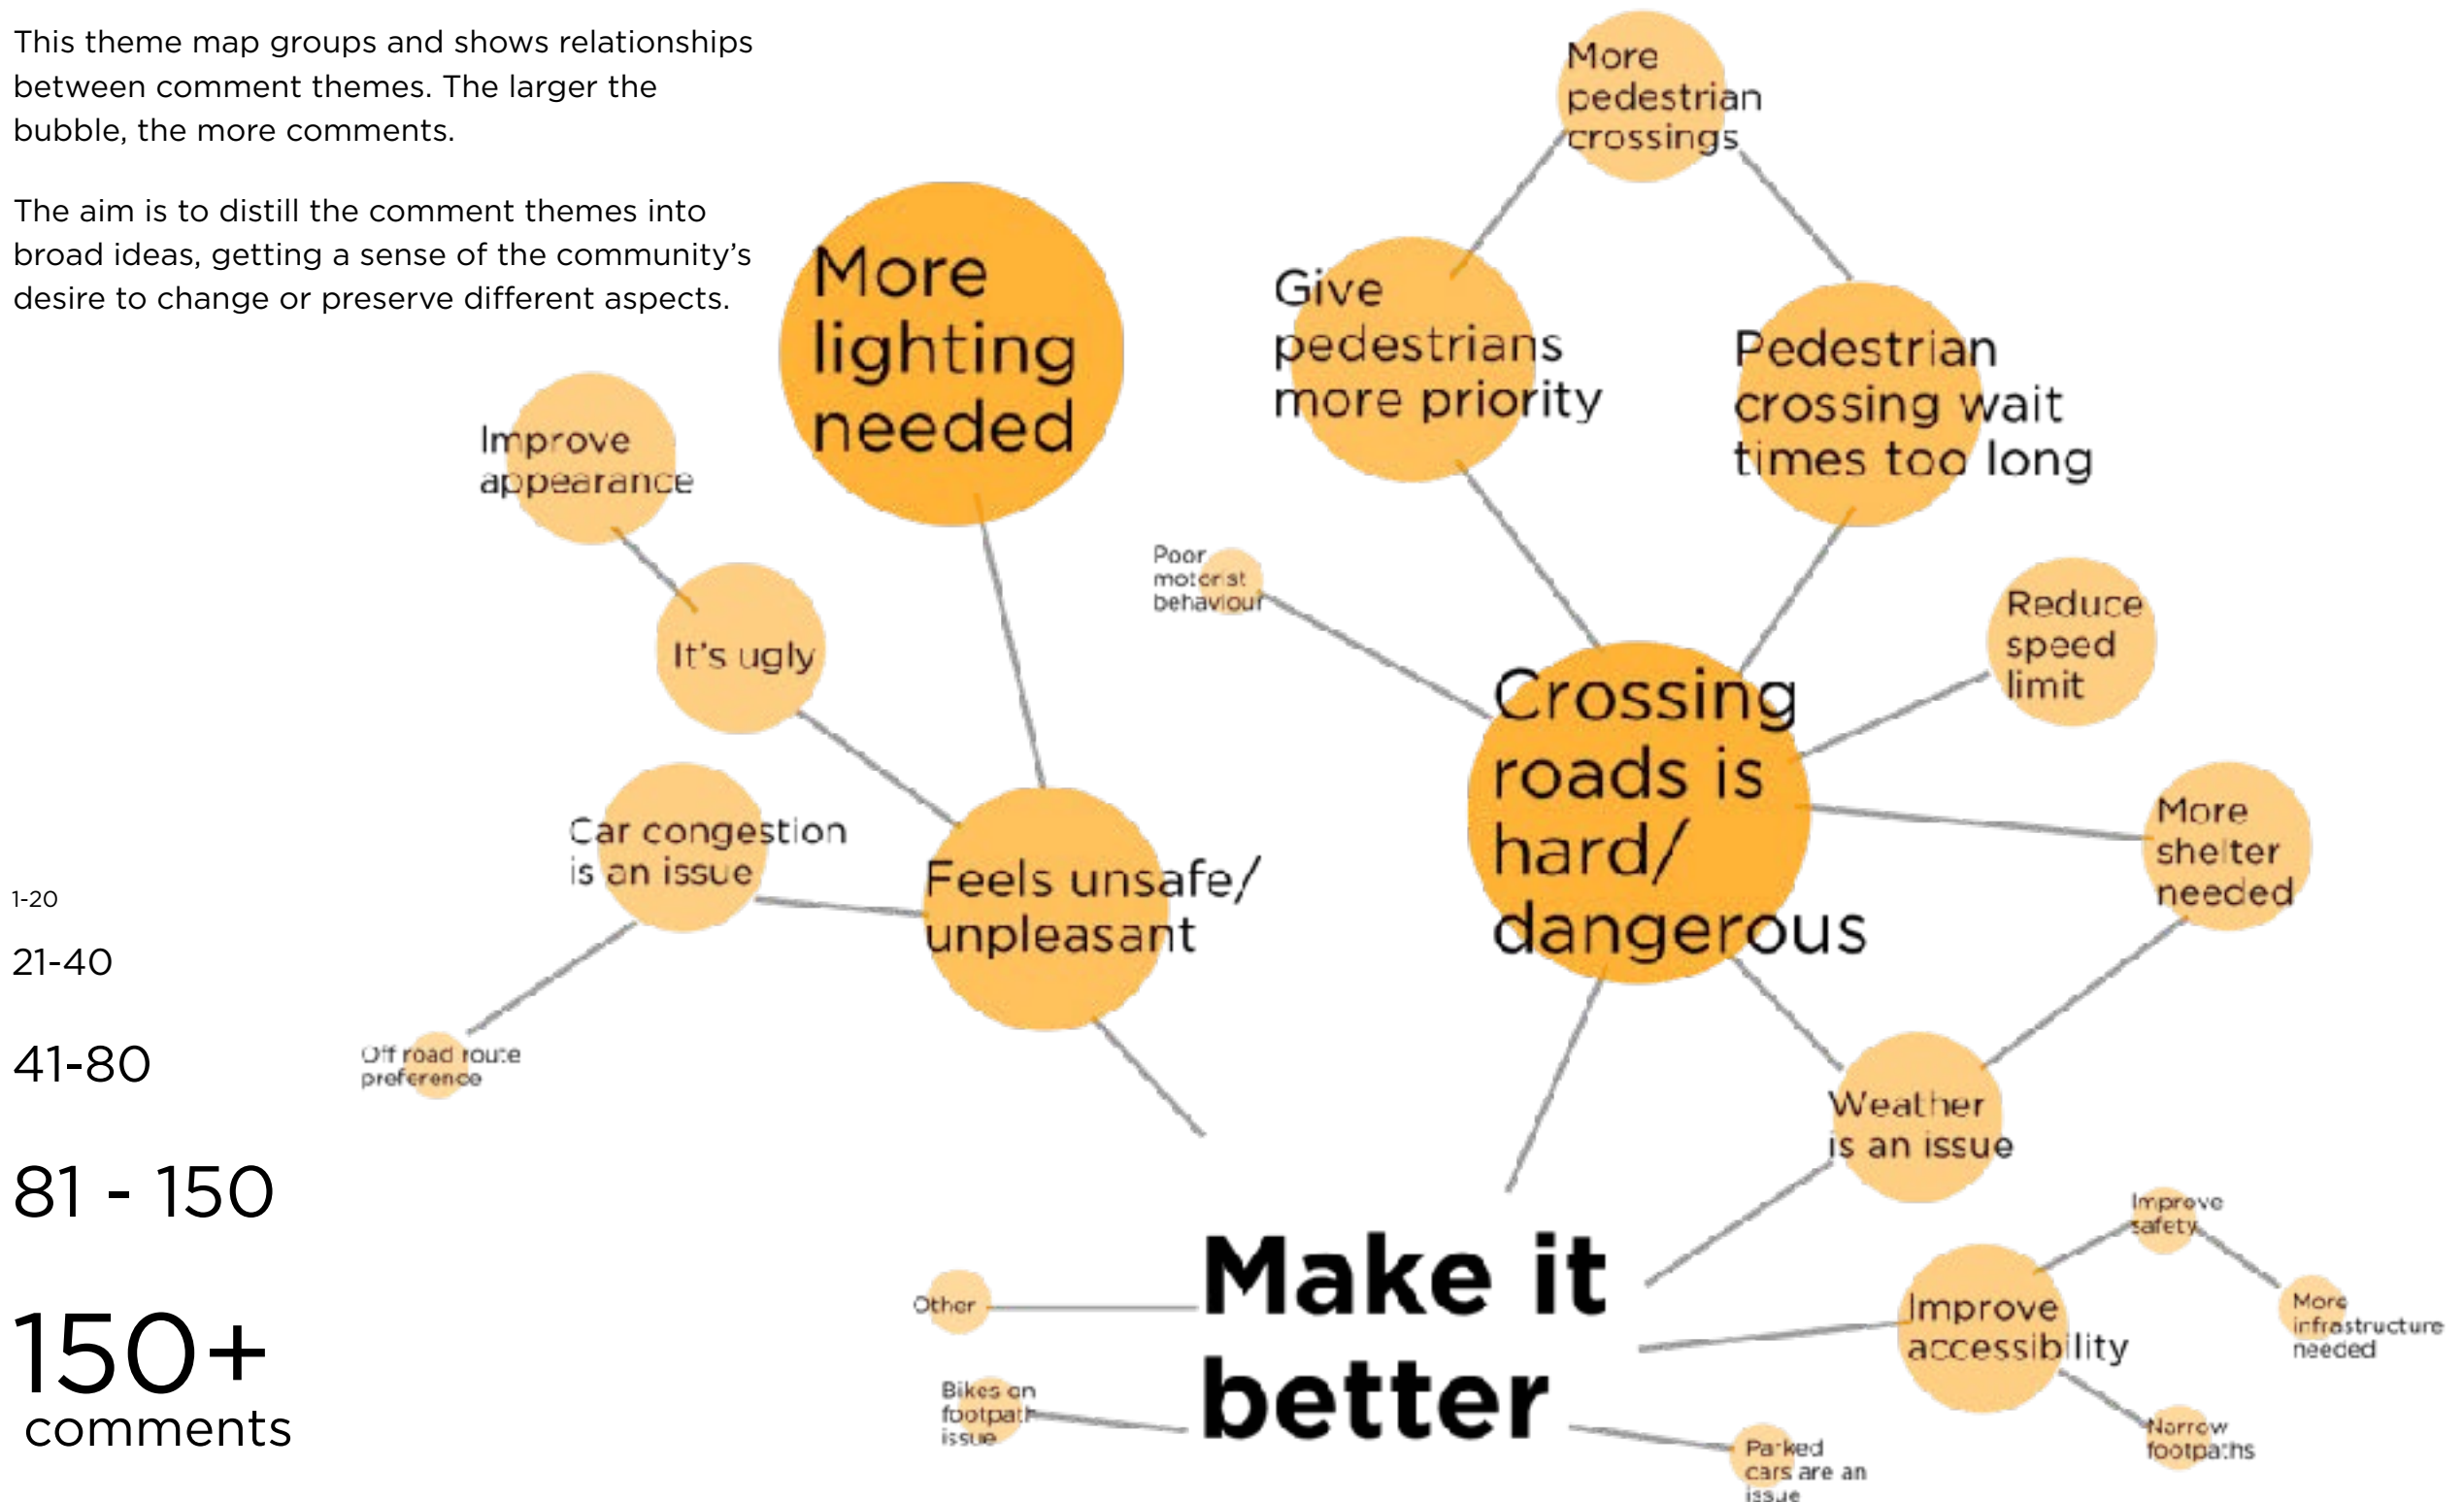 This theme map groups and shows relationships
between comment themes. The larger the
bubble, the more comments.
The aim is to distill the comment themes into
broad ideas, getting a sense of the community's
desire to change or preserve different aspects.
More
pedestrian
crossings
More
lighting
needed
Give
pedestrians
more priority
Pedestrian
crossing wait
times too long
Improve
appearance
It's ugly
Poor
motorist
behaviour
Reduce
speed
limit
Crossing
roads is
hard/
dangerous
Car congestion
is an issue
Feels unsafe/
unpleasant
More
shelter
needed
Off road route
preference
Weather
is an issue
1-20
21-40
41-80
81 - 150
150+
comments
Make it
better
Other
Bikes on
footpath
issue
Parked
cars are an
issue
Improve
accessibility
Improve
safety
More
infrastructure
needed
Narrow
footpaths